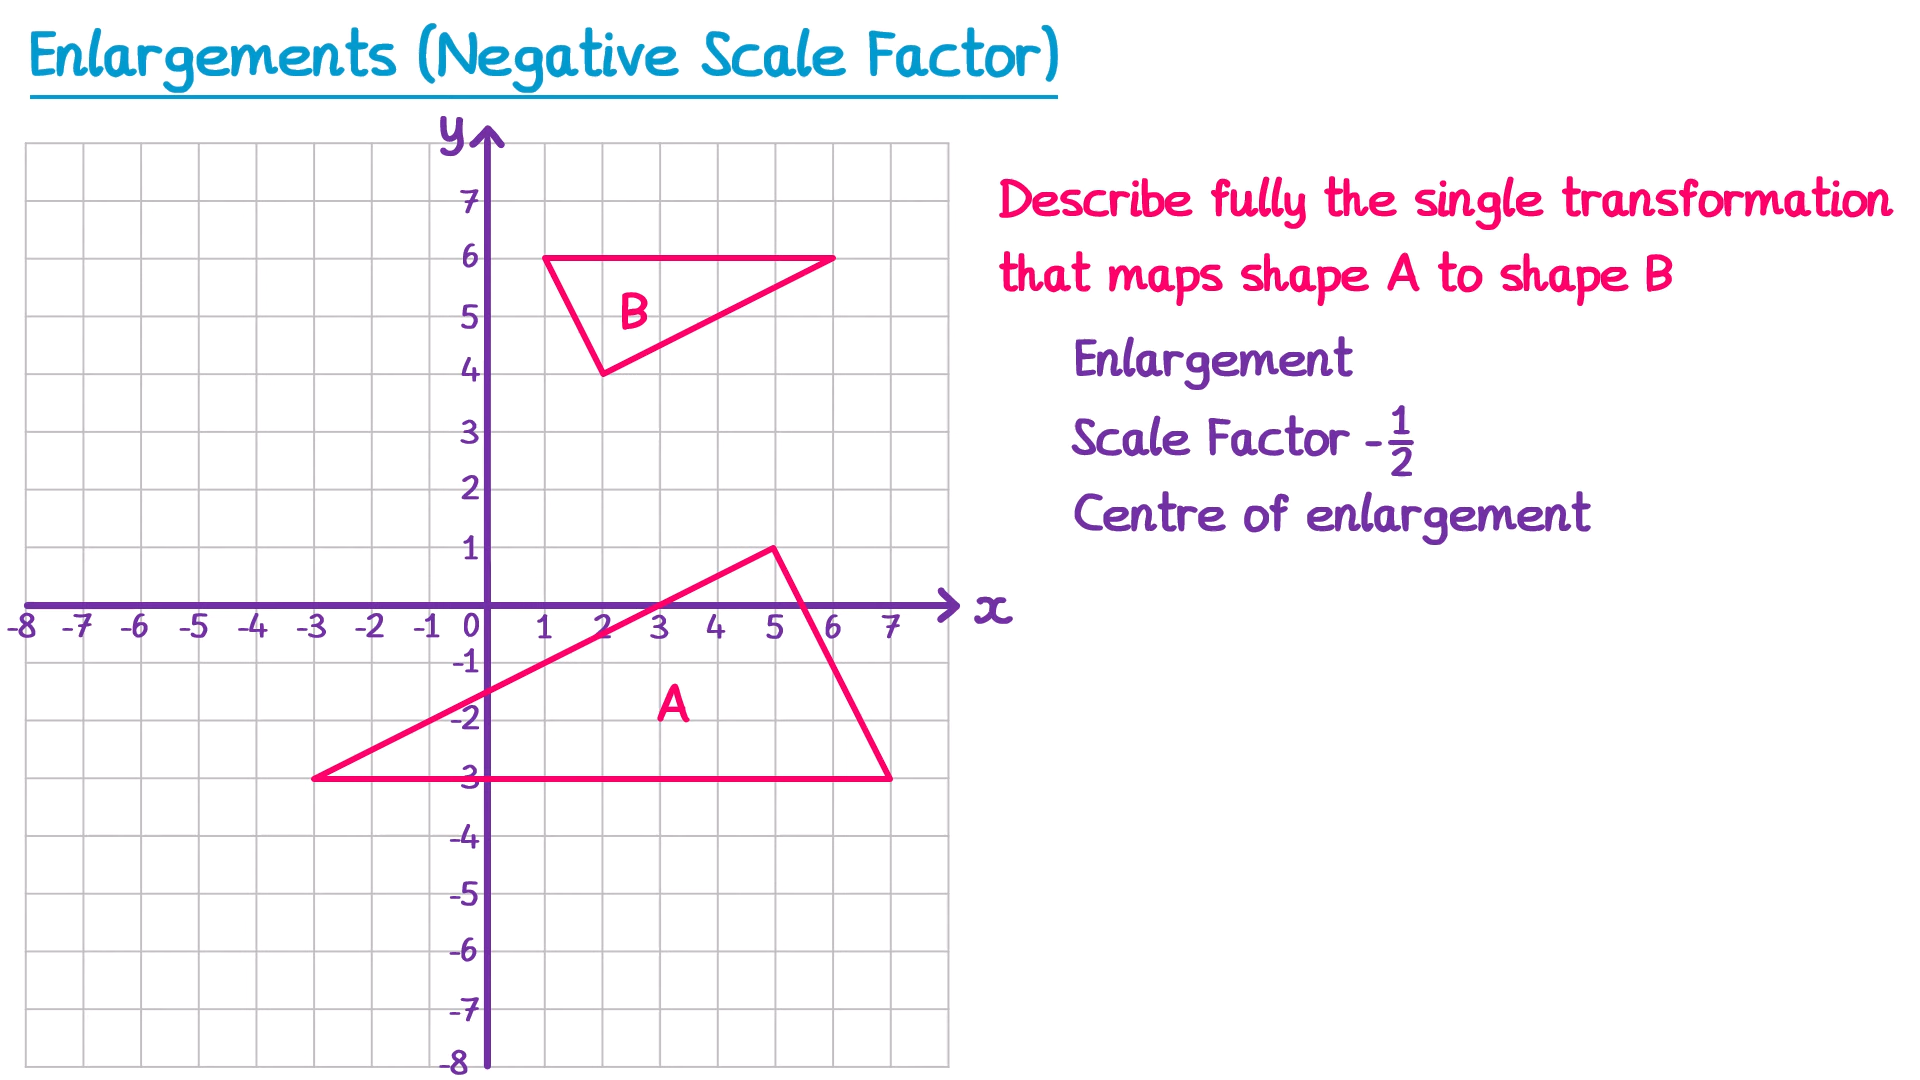 Enlargements (Negative Scale Factor)
y
7
6
5
4
3
2
1
-8 -7 -6 -5 -4 -3 -2 -1 0 1 2 3 4 5 6 7 x
-1
-2
-3
-4
-5
-6
-7
-8
B
A
Describe fully the single transformation
that maps shape A to shape B
Enlargement
Scale Factor -1/2
Centre of enlargement